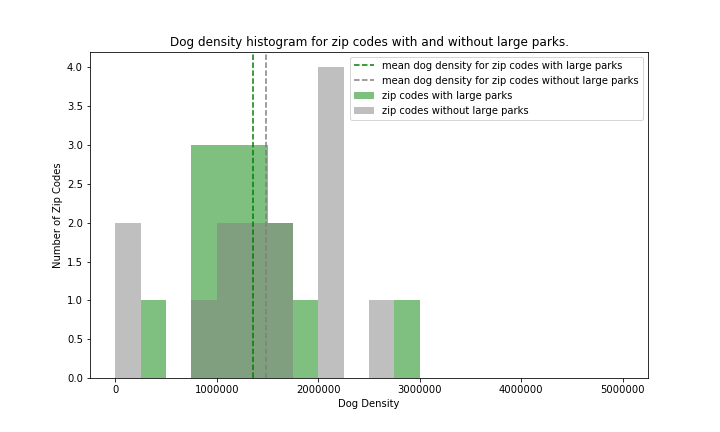 Dog density histogram for zip codes with and without large parks.
mean dog density for zip codes with large parks
mean dog density for zip codes without large parks
zip codes with large parks
zip codes without large parks
Number of Zip Codes
4.0
3.5
3.0
2.5
2.0
1.5
1.0
0.5
0.0
0 1000000 2000000 3000000 4000000 5000000
Dog Density